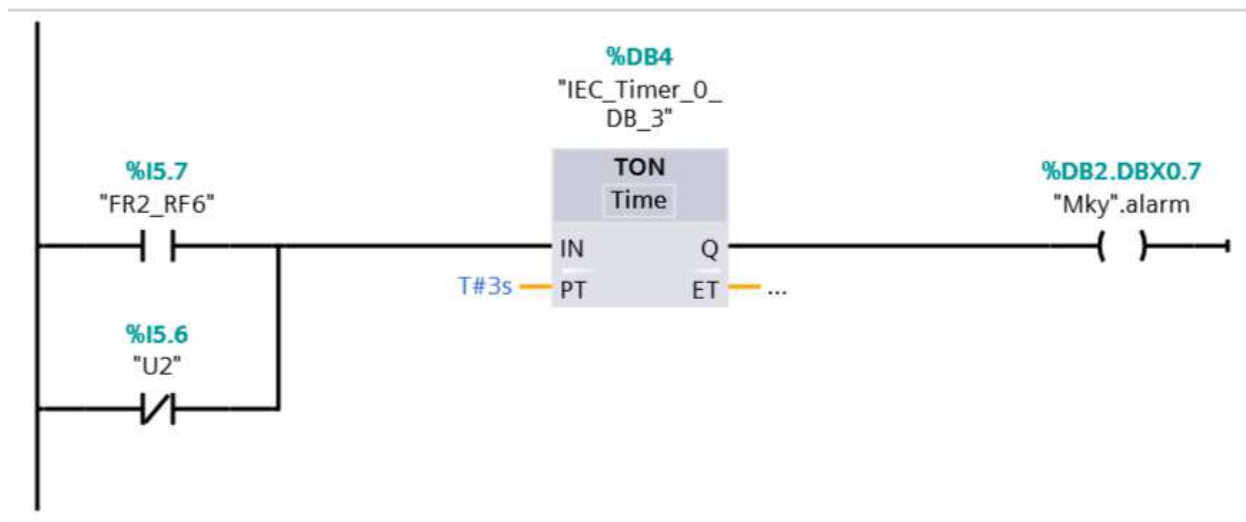 %DB4
"IEC_Timer_0_
DB_3"
%I5.7
"FR2_RF6"
TON
Time
%DB2.DBX0.7
"Mky".alarm
IN
Q
T#3s
PT
ET
...
%I5.6
"U2"